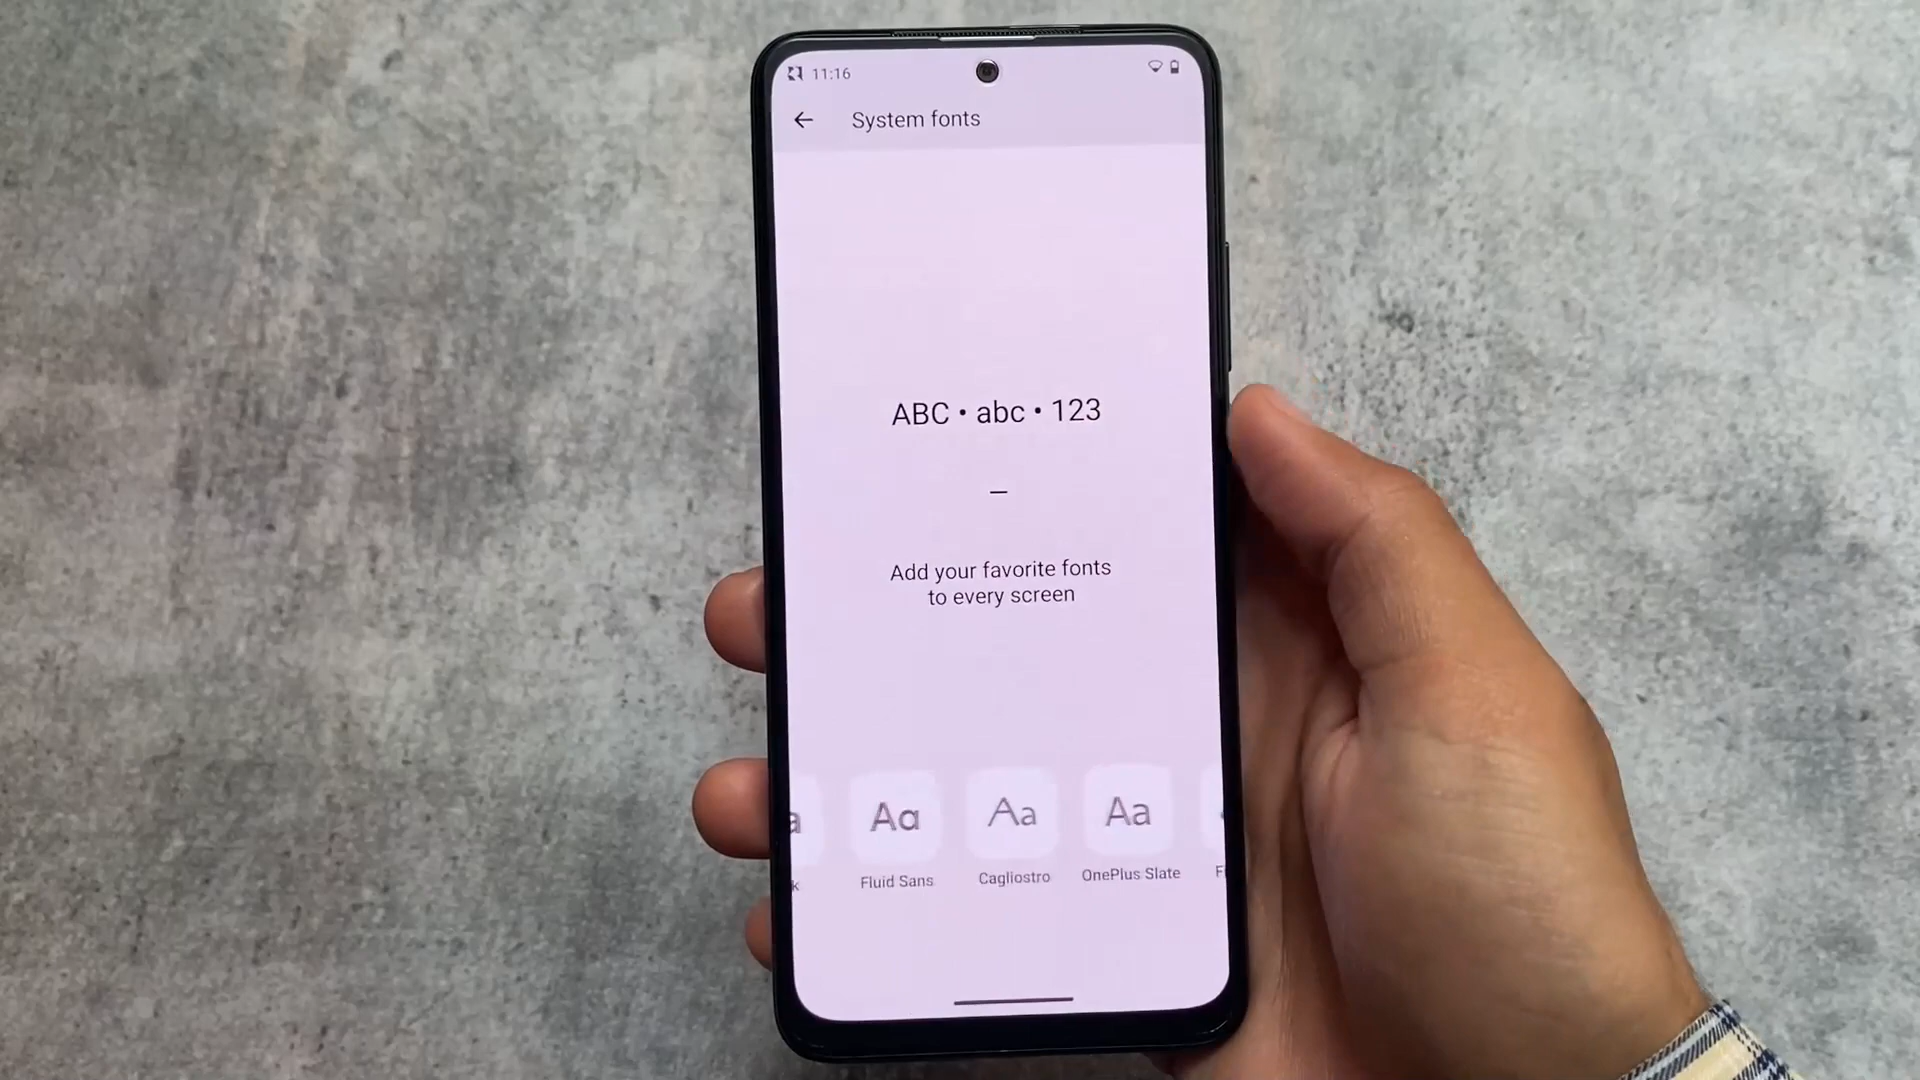 11:16
System fonts
ABC • abc • 123
Add your favorite fonts
to every screen
a Aa Aa Aa
k Fluid Sans Cagliostro OnePlus Slate F